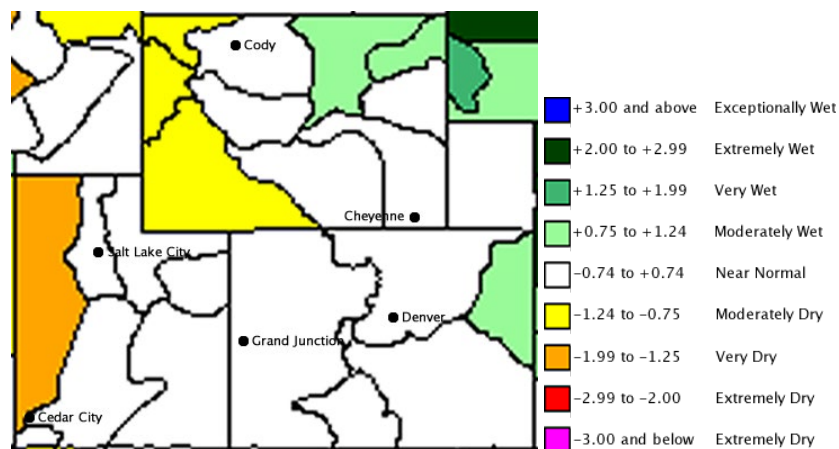 Cody
Cheyenne
Salt Lake City
Denver
Grand Junction
Cedar City
+3.00 and above Exceptionally Wet
+2.00 to +2.99 Extremely Wet
+1.25 to +1.99 Very Wet
+0.75 to +1.24 Moderately Wet
−0.74 to +0.74 Near Normal
−1.24 to −0.75 Moderately Dry
−1.99 to −1.25 Very Dry
−2.99 to −2.00 Extremely Dry
−3.00 and below Extremely Dry